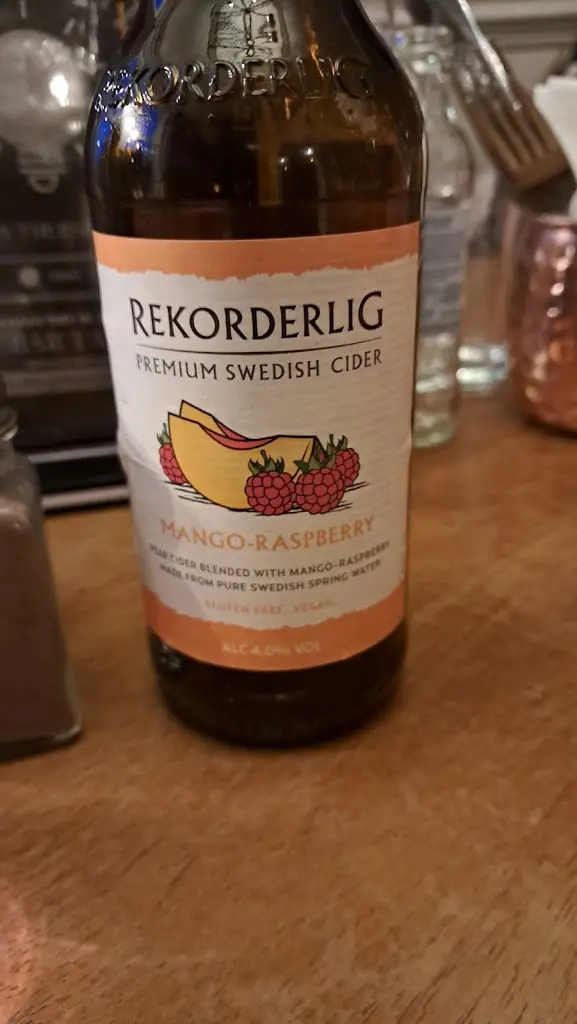 REKORDERLIG
REKORDERLIG
PREMIUM SWEDISH CIDER
MANGO-RASPBERRY
PEAR CIDER BLENDED WITH MANGO-RASPBERRY
MADE FROM PURE SWEDISH SPRING WATER
GLUTEN FREE. VEGAN.
ALC 4.0% VOL